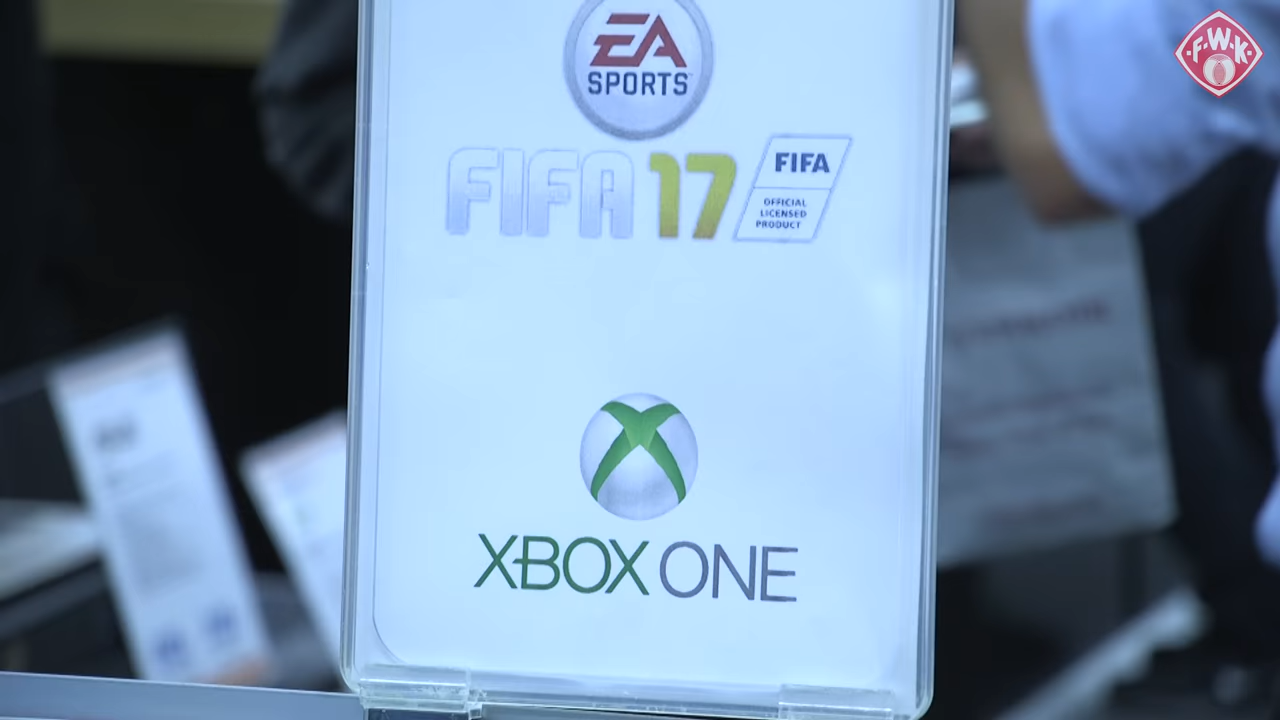 F.W.K
EA
SPORTS
FIFA 17
FIFA
OFFICIAL
LICENSED
PRODUCT
XBOX ONE